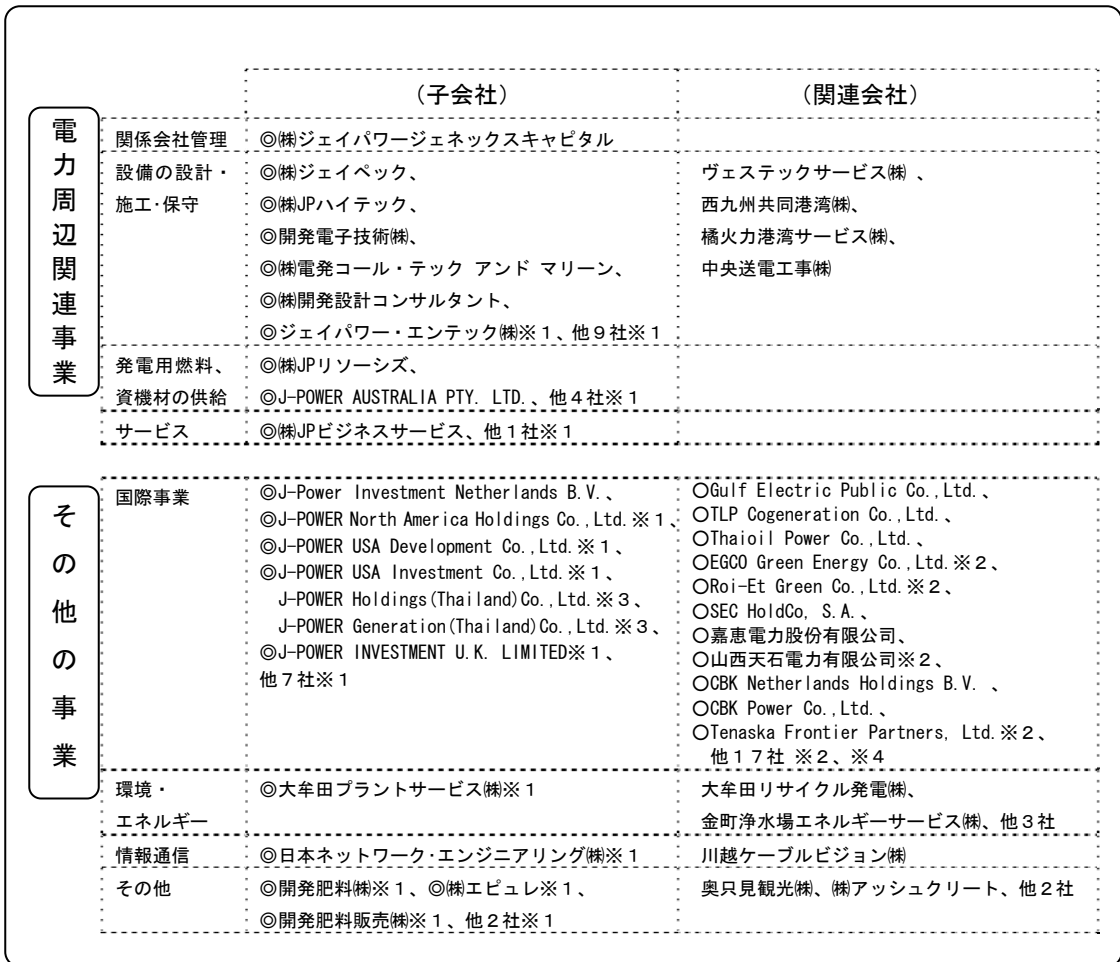 （子会社）　（関連会社）
電力周辺関連事業
関係会社管理　◎㈱ジェイパワージェネックスキャピタル
設備の設計・　◎㈱ジェイペック、　ヴェステックサービス㈱ 、
施工・保守　◎㈱JPハイテック、　西九州共同港湾㈱、
◎開発電子技術㈱、　橘火力港湾サービス㈱、
◎㈱電発コール・テック アンド マリーン、　中央送電工事㈱
◎㈱開発設計コンサルタント、
◎ジェイパワー・エンテック㈱※１、他９社※１
発電用燃料、　◎㈱JPリソーシズ、
資機材の供給　◎J-POWER AUSTRALIA PTY. LTD.、他４社※１
サービス　◎㈱JPビジネスサービス、他１社※１
その他の事業
国際事業　◎J-Power Investment Netherlands B.V.、　○Gulf Electric Public Co.,Ltd.、
◎J-POWER North America Holdings Co.,Ltd.※１、　○TLP Cogeneration Co.,Ltd.、
◎J-POWER USA Development Co.,Ltd.※１、　○Thaioil Power Co.,Ltd.、
◎J-POWER USA Investment Co.,Ltd.※１、　○EGCO Green Energy Co.,Ltd.※２、
J-POWER Holdings(Thailand)Co.,Ltd.※３、　○Roi-Et Green Co.,Ltd.※２、
J-POWER Generation(Thailand)Co.,Ltd.※３、　○SEC HoldCo, S.A.、
◎J-POWER INVESTMENT U.K. LIMITED※１、　○嘉恵電力股份有限公司、
他７社※１　○山西天石電力有限公司※２、
○CBK Netherlands Holdings B.V. 、
○CBK Power Co.,Ltd.、
○Tenaska Frontier Partners, Ltd.※２、
他１７社 ※２、※４
環境・　◎大牟田プラントサービス㈱※１　大牟田リサイクル発電㈱、
エネルギー　金町浄水場エネルギーサービス㈱、他３社
情報通信　◎日本ネットワーク・エンジニアリング㈱※１　川越ケーブルビジョン㈱
その他　◎開発肥料㈱※１、◎㈱エピュレ※１、　奥只見観光㈱、㈱アッシュクリート、他２社
◎開発肥料販売㈱※１、他２社※１